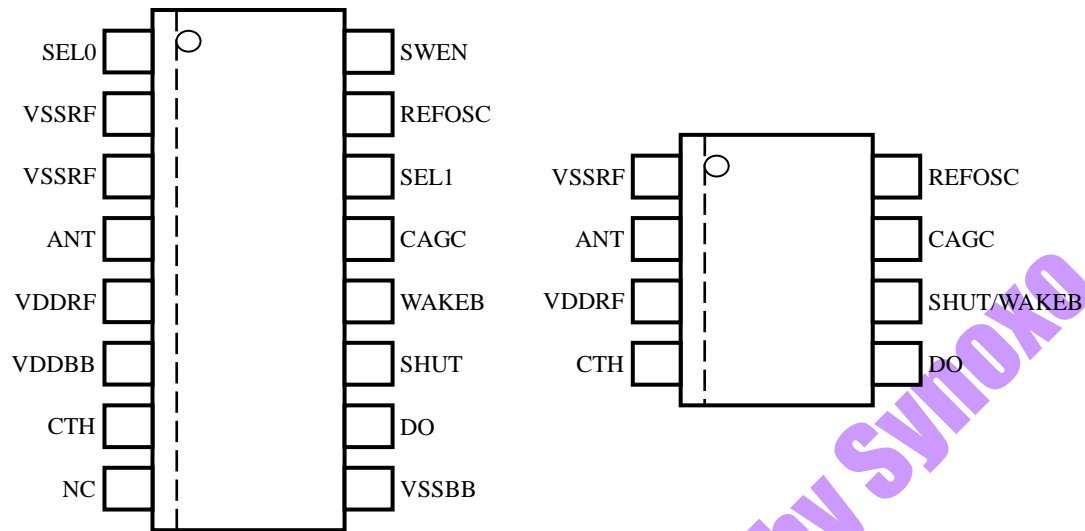 SEL0 SWEN
VSSRF REFOSC
VSSRF SEL1
ANT CAGC
VDDRF WAKEB
VDDBB SHUT
CTH DO
NC VSSBB
VSSRF REFOSC
ANT CAGC
VDDRF SHUT/WAKEB
CTH DO
by Synoxo